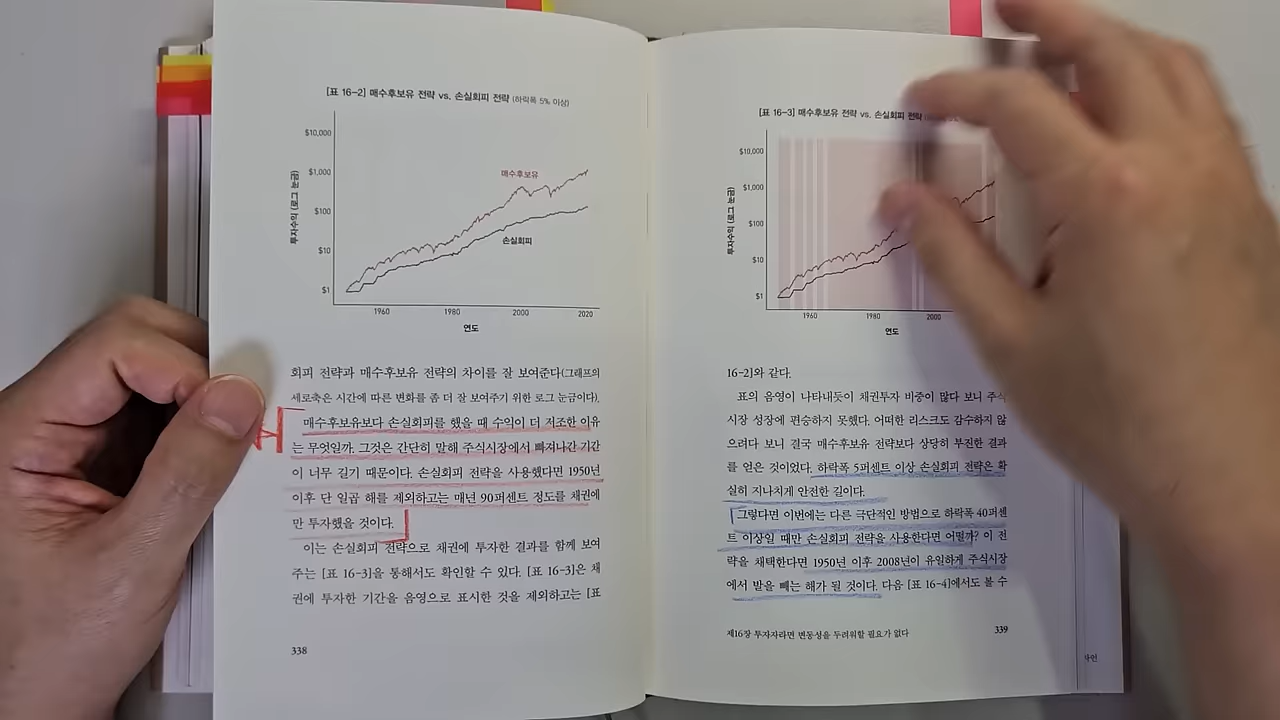 [표 16-2] 매수후보유 전략 vs. 손실회피 전략 (하락폭 5% 이상)
투자수익 (로그 눈금)
$10,000
$1,000
$100
$10
$1
매수후보유
손실회피
1960
1980
2000
2020
연도
회피 전략과 매수후보유 전략의 차이를 잘 보여준다(그래프의
세로축은 시간에 따른 변화를 좀 더 잘 보여주기 위한 로그 눈금이다).
매수후보유보다 손실회피를 했을 때 수익이 더 저조한 이유
는 무엇일까. 그것은 간단히 말해 주식시장에서 빠져나간 기간
이 너무 길기 때문이다. 손실회피 전략을 사용했다면 1950년
이후 단 일곱 해를 제외하고는 매년 90퍼센트 정도를 채권에
만 투자했을 것이다.
이는 손실회피 전략으로 채권에 투자한 결과를 함께 보여
주는 [표 16-3]을 통해서도 확인할 수 있다. [표 16-3]은 채
권에 투자한 기간을 음영으로 표시한 것을 제외하고는 [표
338
[표 16-3] 매수후보유 전략 vs. 손실회피 전략
투자수익 (로그 눈금)
$10,000
$1,000
$100
$10
$1
1960
1980
2000
연도
16-2]와 같다.
표의 음영이 나타내듯이 채권투자 비중이 많다 보니 주식
시장 성장에 편승하지 못했다. 어떠한 리스크도 감수하지 않
으려다 보니 결국 매수후보유 전략보다 상당히 부진한 결과
를 얻은 것이었다. 하락폭 5퍼센트 이상 손실회피 전략은 확
실히 지나치게 안전한 길이다.
그렇다면 이번에는 다른 극단적인 방법으로 하락폭 40퍼센
트 이상일 때만 손실회피 전략을 사용한다면 어떨까? 이 전
략을 채택한다면 1950년 이후 2008년이 유일하게 주식시장
에서 발을 빼는 해가 될 것이다. 다음 [표 16-4]에서도 볼 수
제16장 투자자라면 변동성을 두려워할 필요가 없다
339